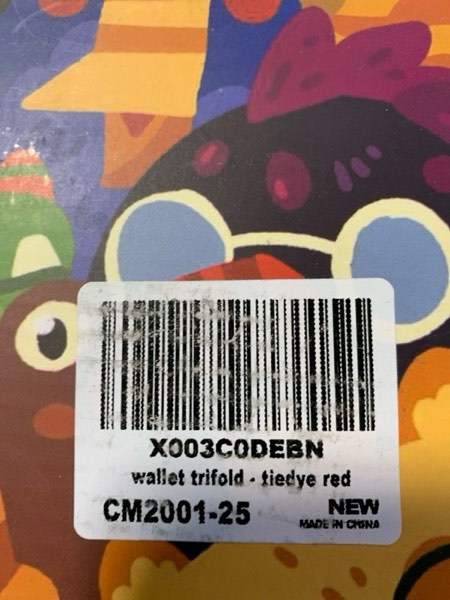 X003C0DEBN
wallet trifold - tiedye red
CM2001-25
NEW
MADE IN CHINA